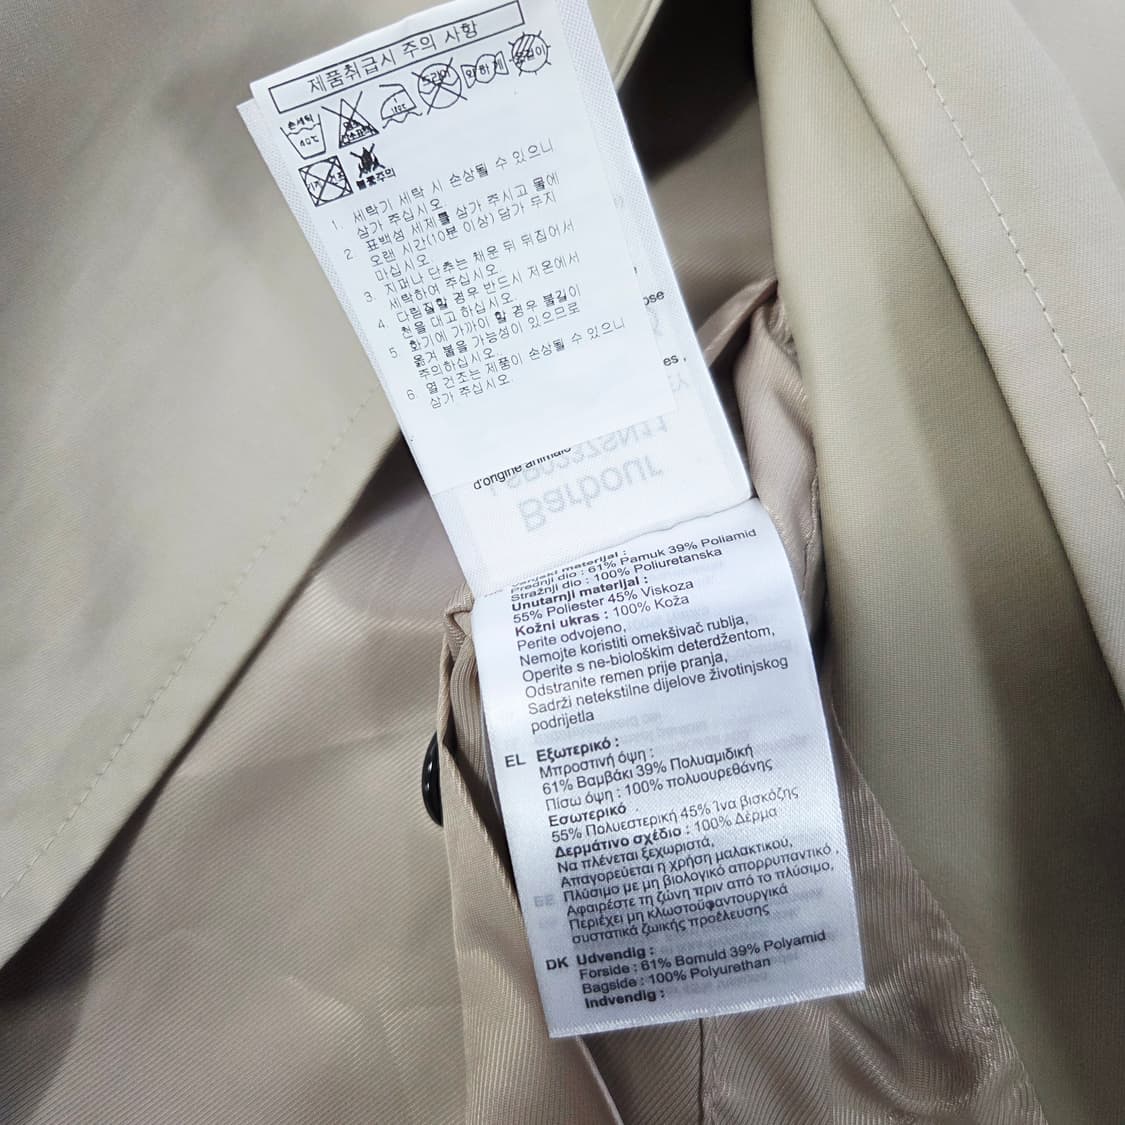 제품취급시 주의 사항
손세탁
40℃
드라이
약하게
옷걸이
불꽃주의
1. 세탁기 세탁 시 손상될 수 있으니
삼가 주십시오
2. 표백성 세제를 삼가 주시고 물에
오랜 시간(10분 이상) 담가 두지
마십시오
3. 지퍼나 단추는 채운 뒤 뒤집어서
세탁하여 주십시오
4. 다림질할 경우 반드시 저온에서
천을 대고 하십시오.
5. 화기에 가까이 할 경우 불길이
옮겨 붙을 가능성이 있으므로
주의하십시오
6. 열 건조는 제품이 손상될 수 있으니
삼가 주십시오
d'origine animale
Barbour
materijal :
Prednji dio : 61% Pamuk 39% Poliamid
Stražnji dio : 100% Poliuretanska
Unutarnji materijal :
55% Poliester 45% Viskoza
Kožni ukras : 100% Koža
Perite odvojeno,
Nemojte koristiti omekšivač rublja,
Operite s ne-biološkim deterdžentom,
Odstranite remen prije pranja,
Sadrži netekstilne dijelove životinjskog
podrijetla
EL Εξωτερικό :
Μπροστινή όψη :
61% Βαμβάκι 39% Πολυαμιδική
Πίσω όψη : 100% πολυουρεθάνης
Εσωτερικό
55% Πολυεστερική 45% Ίνα βισκόζης
Δερμάτινο σχέδιο : 100% Δέρμα
Να πλένεται ξεχωριστά,
Απαγορεύεται η χρήση μαλακτικού,
Πλύσιμο με μη βιολογικό απορρυπαντικό ,
Αφαιρέστε τη ζώνη πριν από το πλύσιμο,
Περιέχει μη κλωστοϋφαντουργικά
συστατικά ζωικής προέλευσης
DK Udvendig :
Forside : 61% Bomuld 39% Polyamid
Bagside : 100% Polyurethan
Indvendig :